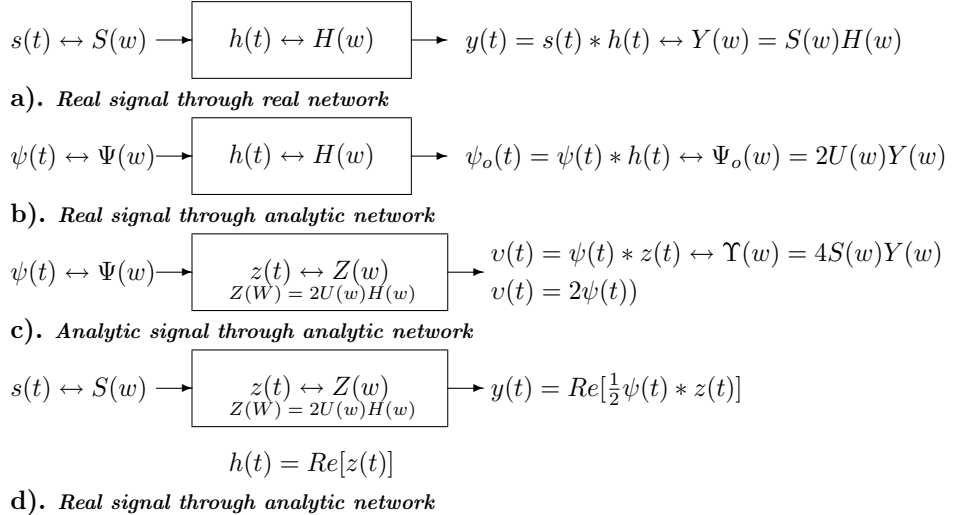 s(t) ↔ S(w) h(t) ↔ H(w) y(t) = s(t) * h(t) ↔ Y(w) = S(w)H(w)
a). Real signal through real network
ψ(t) ↔ Ψ(w) h(t) ↔ H(w) ψ_o(t) = ψ(t) * h(t) ↔ Ψ_o(w) = 2U(w)Y(w)
b). Real signal through analytic network
υ(t) = ψ(t) * z(t) ↔ Υ(w) = 4S(w)Y(w)
ψ(t) ↔ Ψ(w) z(t) ↔ Z(w)
Z(W) = 2U(w)H(w) υ(t) = 2ψ(t))
c). Analytic signal through analytic network
s(t) ↔ S(w) z(t) ↔ Z(w) y(t) = Re[½ψ(t) * z(t)]
Z(W) = 2U(w)H(w)
h(t) = Re[z(t)]
d). Real signal through analytic network